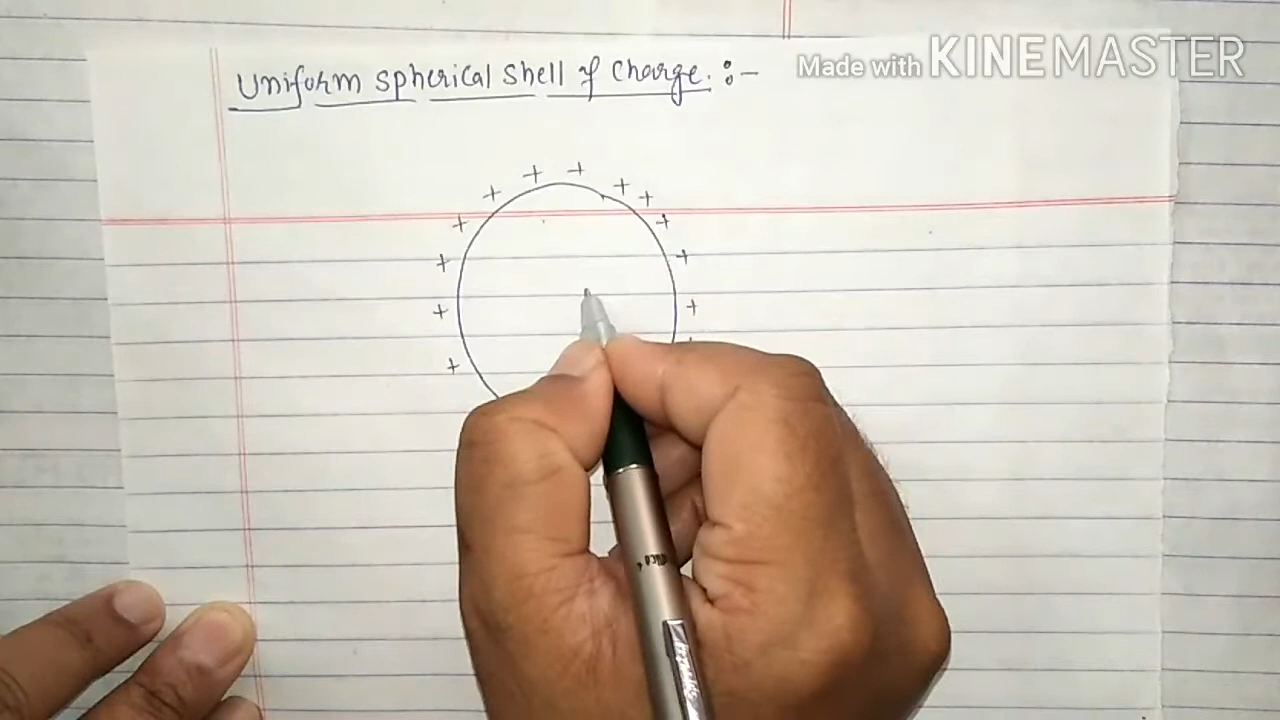 Uniform Spherical Shell of Charge. :-
Made with KINEMASTER
+ + + + + + + + + + + + +